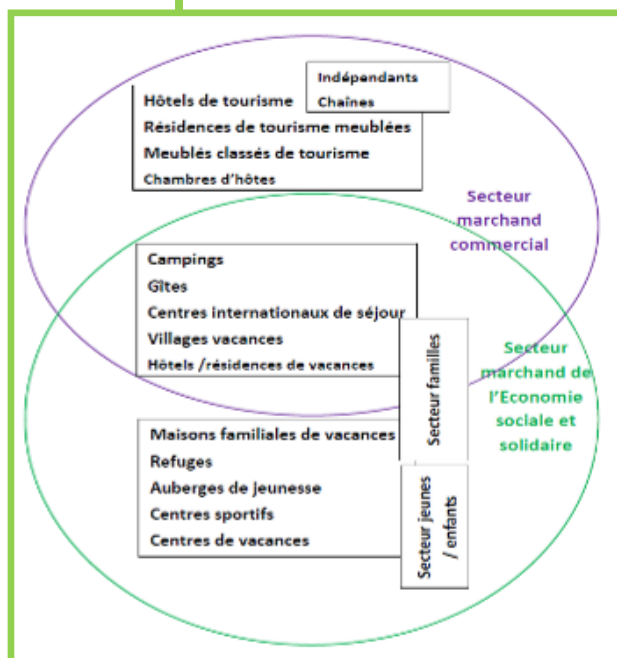 Indépendants
Chaînes
Hôtels de tourisme
Résidences de tourisme meublées
Meublés classés de tourisme
Chambres d'hôtes
Secteur
marchand
commercial
Campings
Gîtes
Centres internationaux de séjour
Villages vacances
Hôtels /résidences de vacances
Secteur familles
Secteur
marchand de
l'Economie
sociale et
solidaire
Maisons familiales de vacances
Refuges
Auberges de jeunesse
Centres sportifs
Centres de vacances
Secteur jeunes
/ enfants